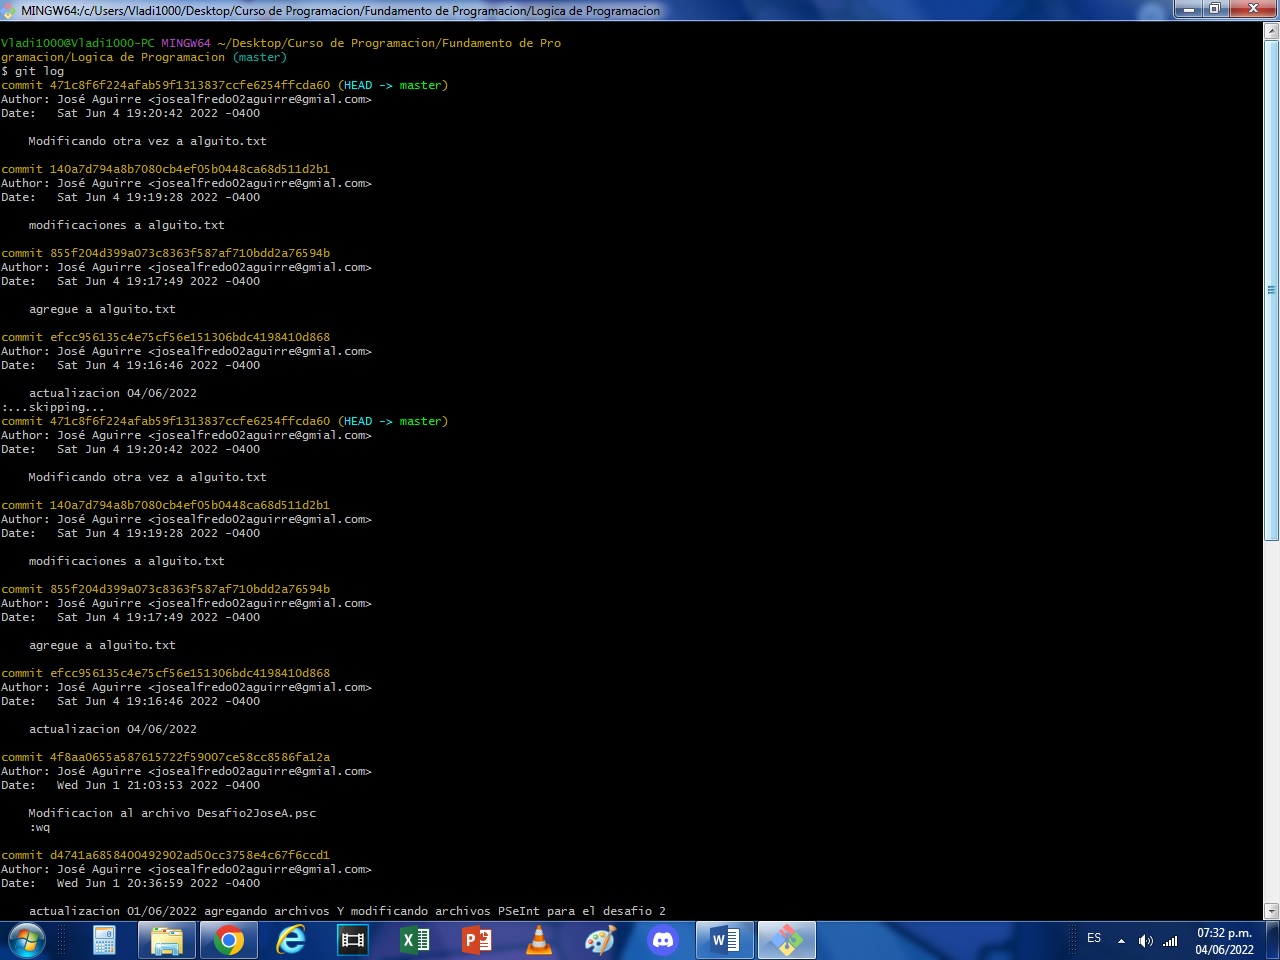 MINGW64:/c/Users/Vladi1000/Desktop/Curso de Programacion/Fundamento de Programacion/Logica de Programacion
Vladi1000@Vladi1000-PC MINGW64 ~/Desktop/Curso de Programacion/Fundamento de Pro
gramacion/Logica de Programacion (master)
$ git log
commit 471c8f6f224afab59f1313837ccfe6254ffcda60 (HEAD -> master)
Author: José Aguirre <josealfredo02aguirre@gmial.com>
Date:   Sat Jun 4 19:20:42 2022 -0400
Modificando otra vez a alguito.txt
commit 140a7d794a8b7080cb4ef05b0448ca68d511d2b1
Author: José Aguirre <josealfredo02aguirre@gmial.com>
Date:   Sat Jun 4 19:19:28 2022 -0400
modificaciones a alguito.txt
commit 855f204d399a073c8363f587af710bdd2a76594b
Author: José Aguirre <josealfredo02aguirre@gmial.com>
Date:   Sat Jun 4 19:17:49 2022 -0400
agregue a alguito.txt
commit efcc956135c4e75cf56e151306bdc4198410d868
Author: José Aguirre <josealfredo02aguirre@gmial.com>
Date:   Sat Jun 4 19:16:46 2022 -0400
actualizacion 04/06/2022
:...skipping...
commit 471c8f6f224afab59f1313837ccfe6254ffcda60 (HEAD -> master)
Author: José Aguirre <josealfredo02aguirre@gmial.com>
Date:   Sat Jun 4 19:20:42 2022 -0400
Modificando otra vez a alguito.txt
commit 140a7d794a8b7080cb4ef05b0448ca68d511d2b1
Author: José Aguirre <josealfredo02aguirre@gmial.com>
Date:   Sat Jun 4 19:19:28 2022 -0400
modificaciones a alguito.txt
commit 855f204d399a073c8363f587af710bdd2a76594b
Author: José Aguirre <josealfredo02aguirre@gmial.com>
Date:   Sat Jun 4 19:17:49 2022 -0400
agregue a alguito.txt
commit efcc956135c4e75cf56e151306bdc4198410d868
Author: José Aguirre <josealfredo02aguirre@gmial.com>
Date:   Sat Jun 4 19:16:46 2022 -0400
actualizacion 04/06/2022
commit 4f8aa0655a587615722f59007ce58cc8586fa12a
Author: José Aguirre <josealfredo02aguirre@gmial.com>
Date:   Wed Jun 1 21:03:53 2022 -0400
Modificacion al archivo Desafio2JoseA.psc
:wq
commit d4741a6858400492902ad50cc3758e4c67f6ccd1
Author: José Aguirre <josealfredo02aguirre@gmial.com>
Date:   Wed Jun 1 20:36:59 2022 -0400
actualizacion 01/06/2022 agregando archivos Y modificando archivos PSeInt para el desafio 2
ES
07:32 p.m.
04/06/2022